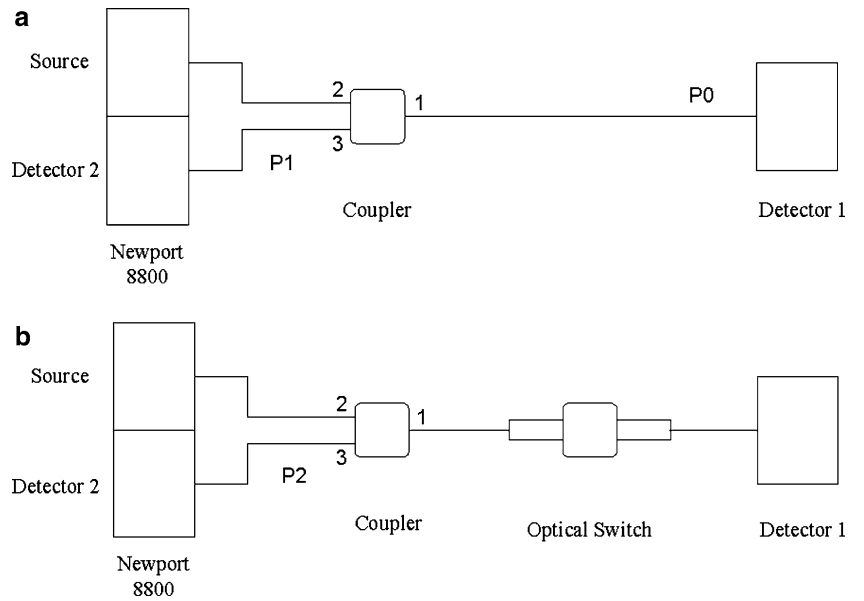 a
Source
2
1
P0
3
Detector 2
P1
Coupler
Detector 1
Newport
8800
b
Source
2
1
3
Detector 2
P2
Coupler
Optical Switch
Detector 1
Newport
8800